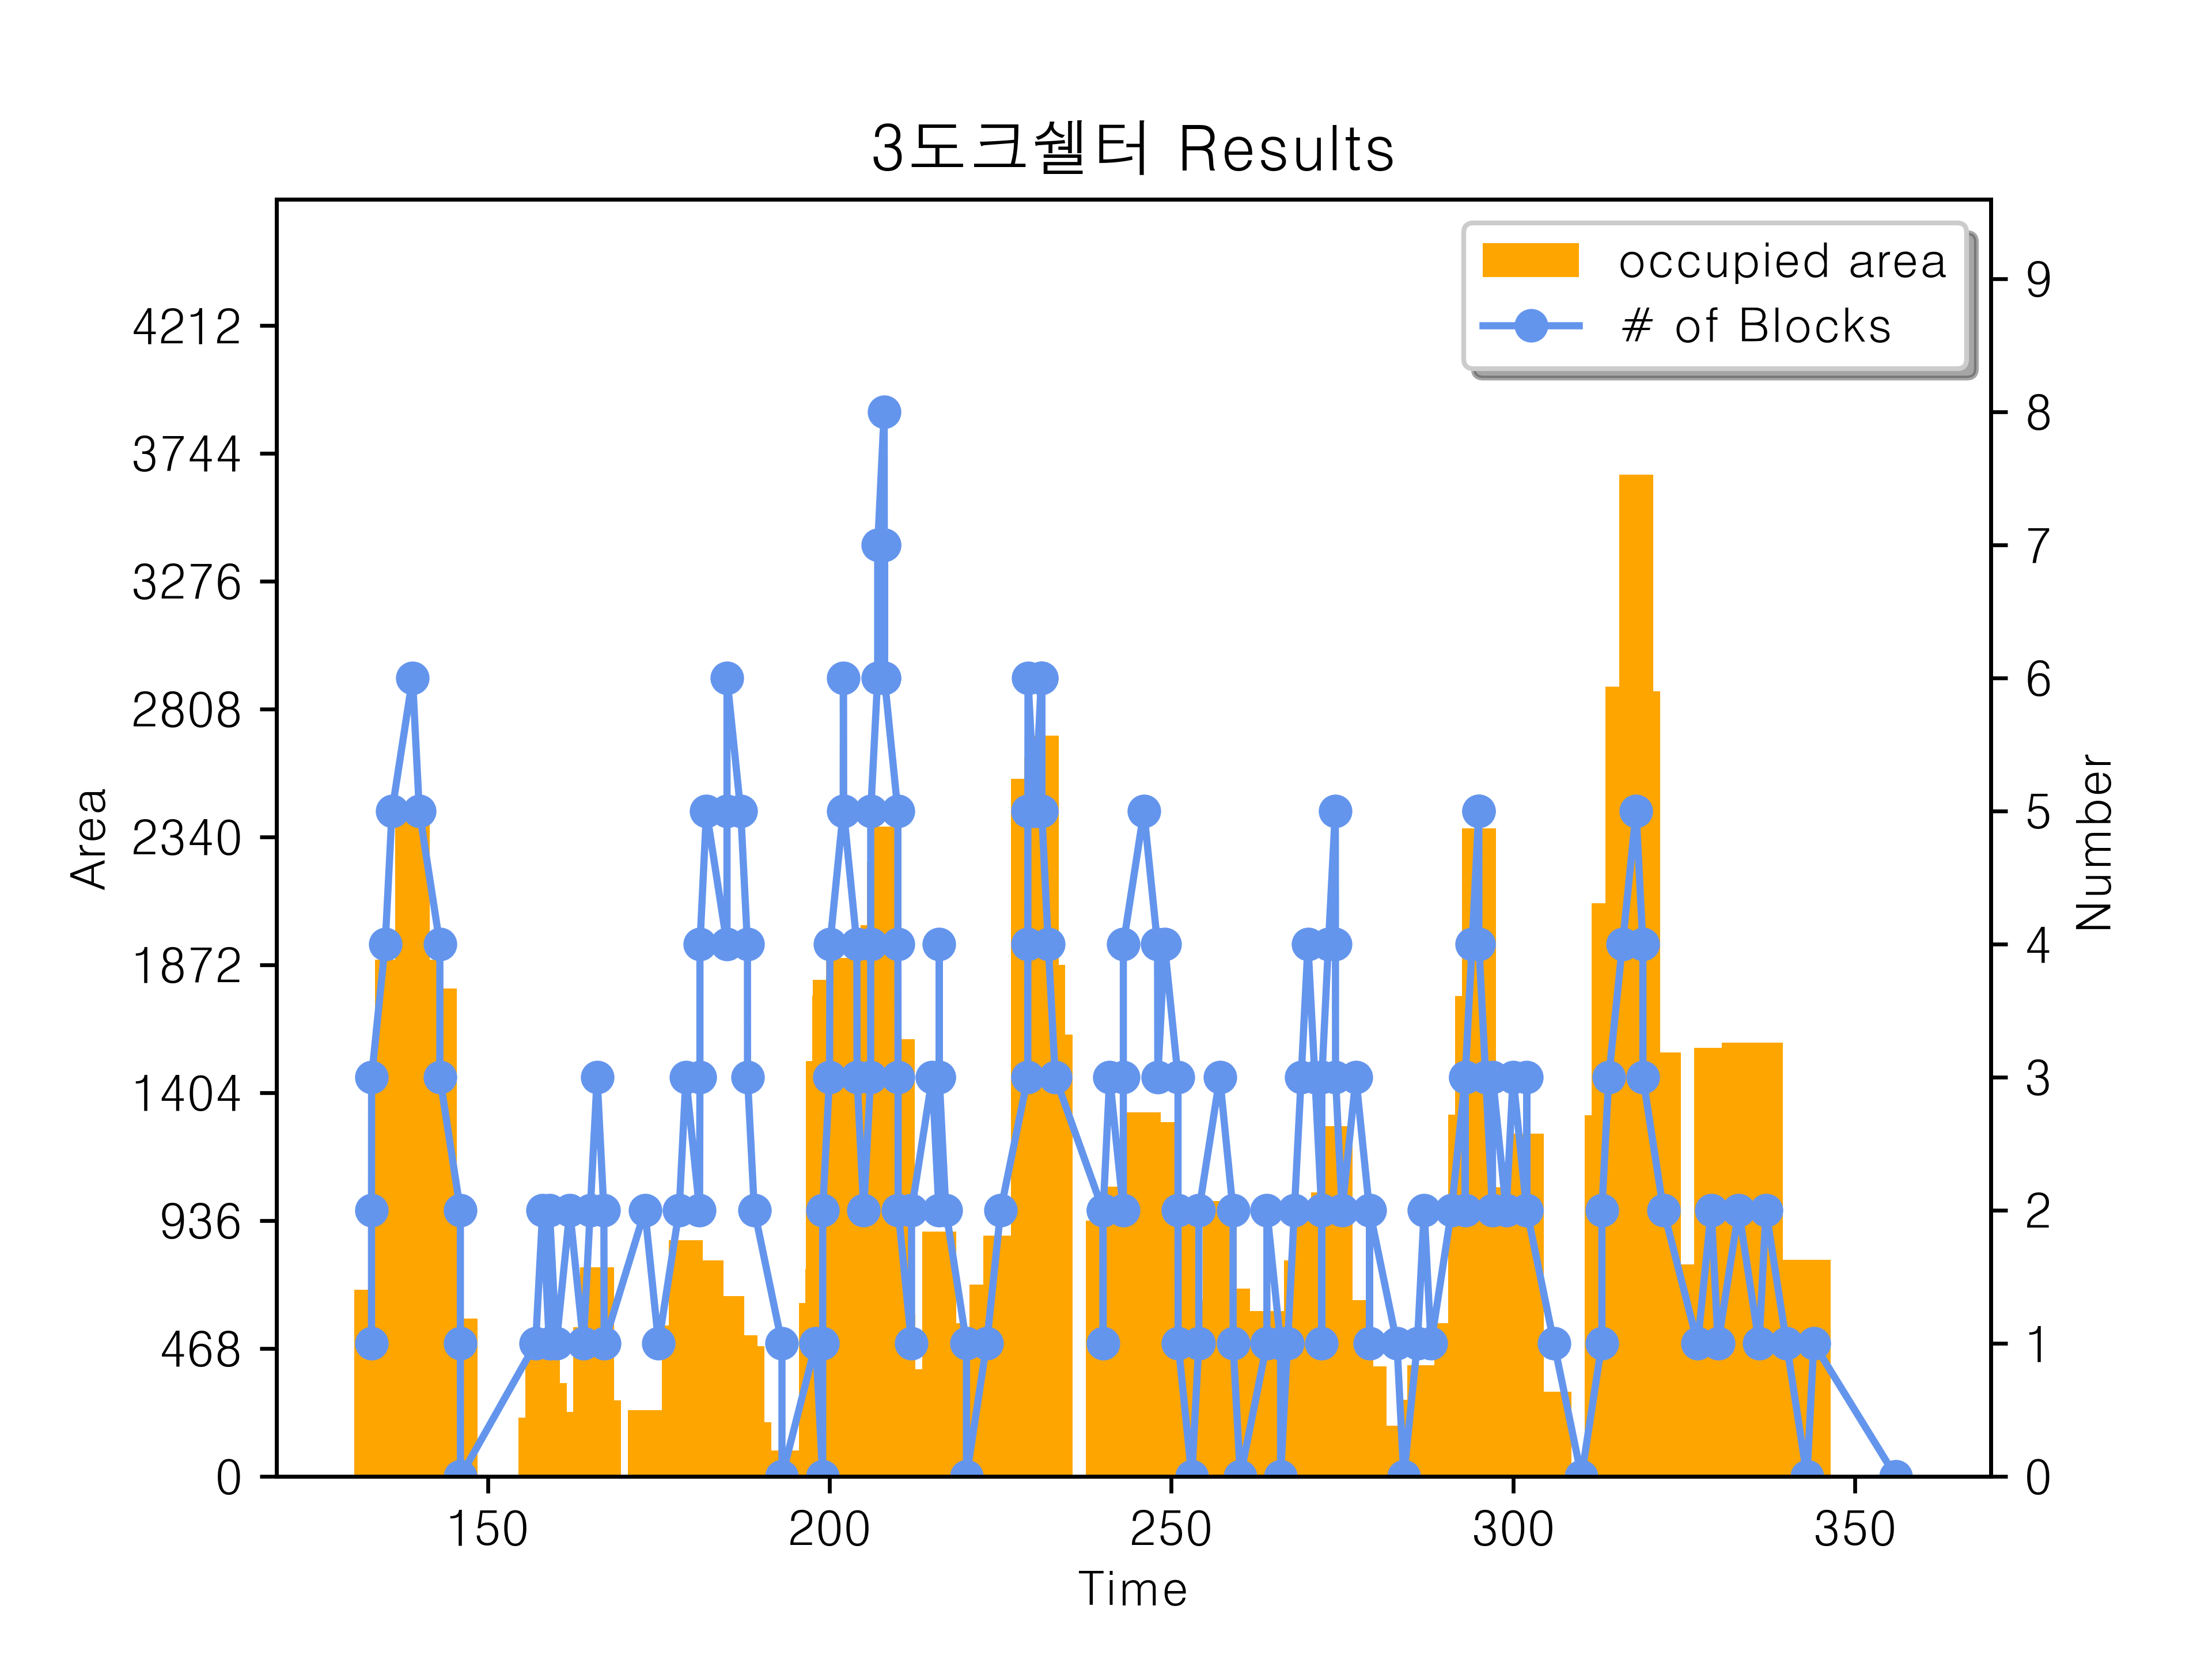 3도크쉘터 Results
occupied area
# of Blocks
Area
4212
3744
3276
2808
2340
1872
1404
936
468
0
9
8
7
6
5
4
3
2
1
0
Number
150 200 250 300 350
Time